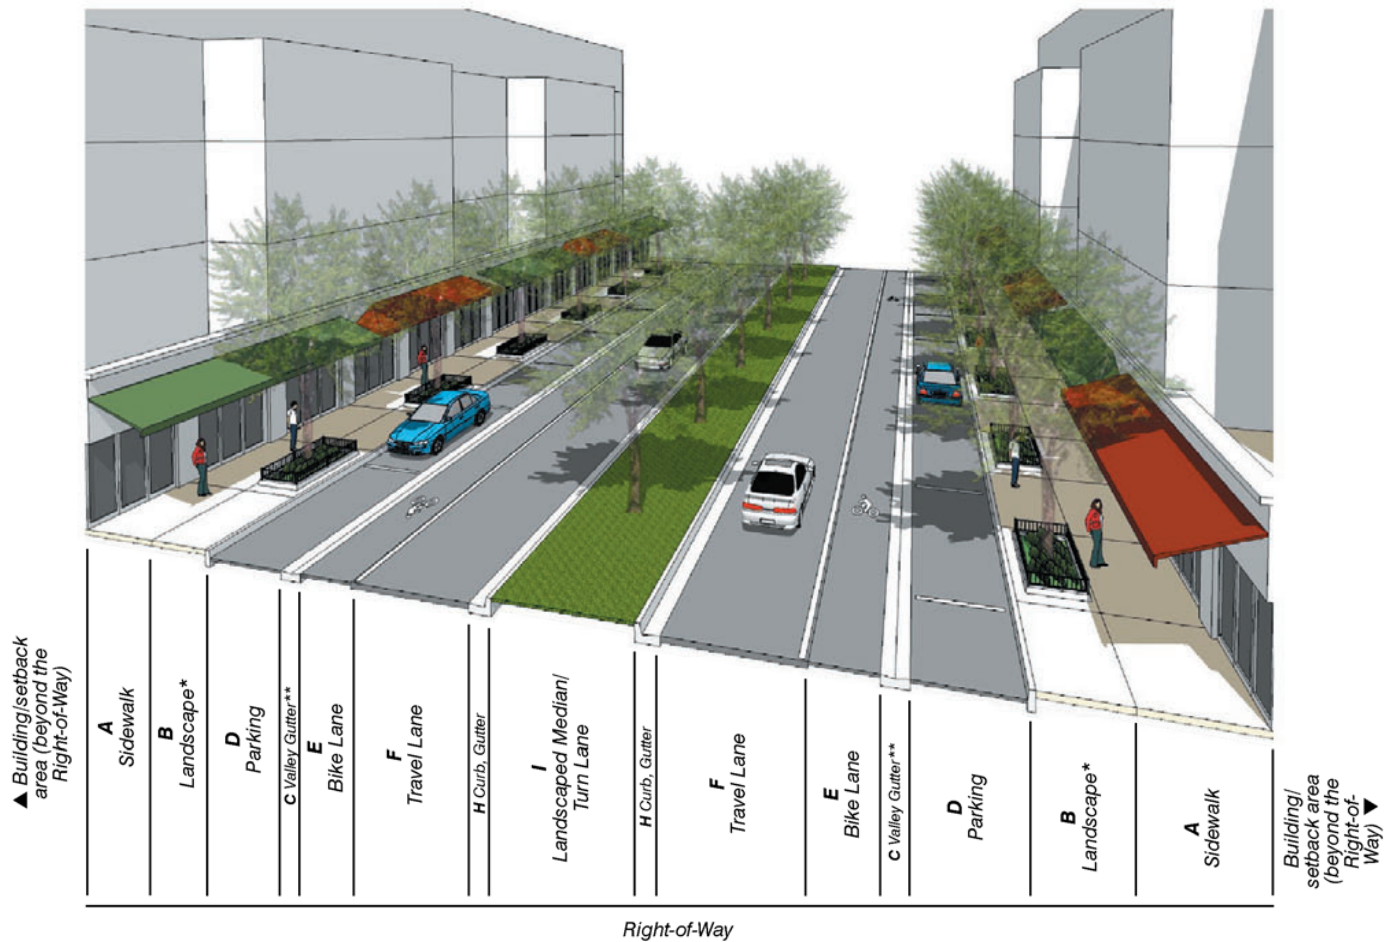 ▲ Building/setback
area (beyond the
Right-of-Way)
A
Sidewalk
B
Landscape*
D
Parking
C Valley Gutter**
E
Bike Lane
F
Travel Lane
H Curb, Gutter
I
Landscaped Median/
Turn Lane
H Curb, Gutter
F
Travel Lane
E
Bike Lane
C Valley Gutter**
D
Parking
B
Landscape*
A
Sidewalk
Building/
setback area
(beyond the
Right-of-
Way) ▼
Right-of-Way